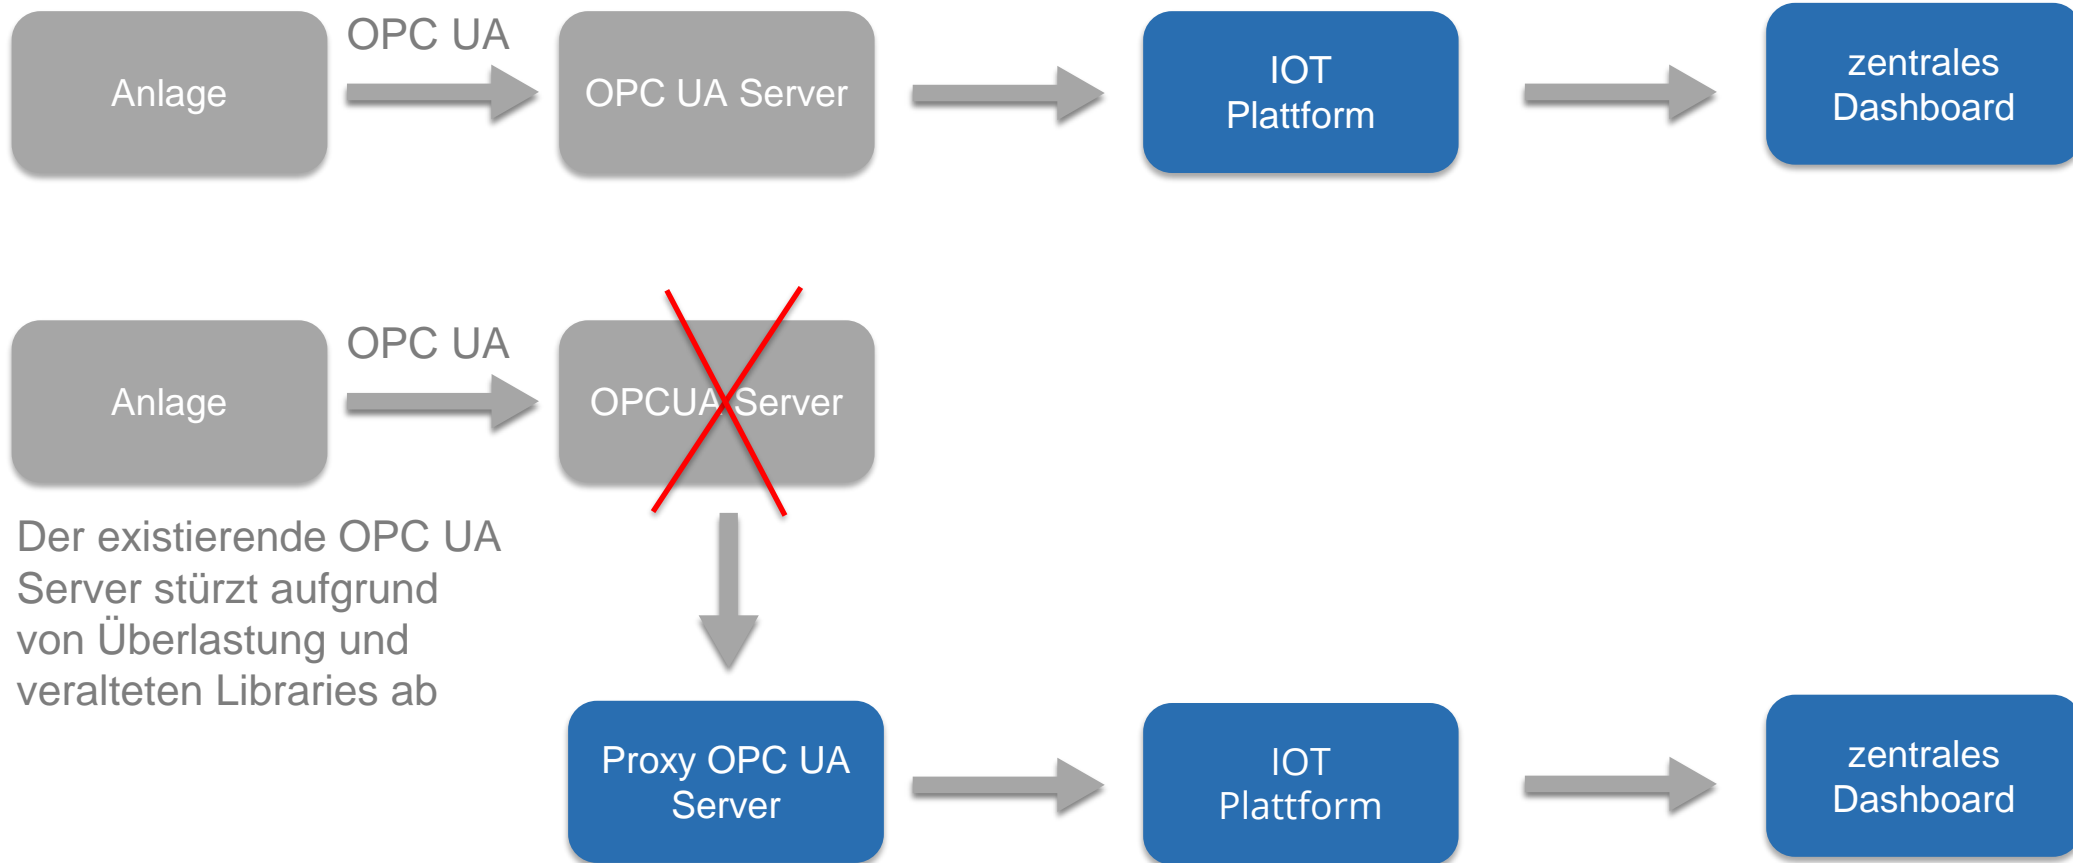 OPC UA
Anlage
OPC UA Server
IOT
Plattform
zentrales
Dashboard
OPC UA
Anlage
OPCUA Server
Der existierende OPC UA
Server stürzt aufgrund
von Überlastung und
veralteten Libraries ab
Proxy OPC UA
Server
IOT
Plattform
zentrales
Dashboard